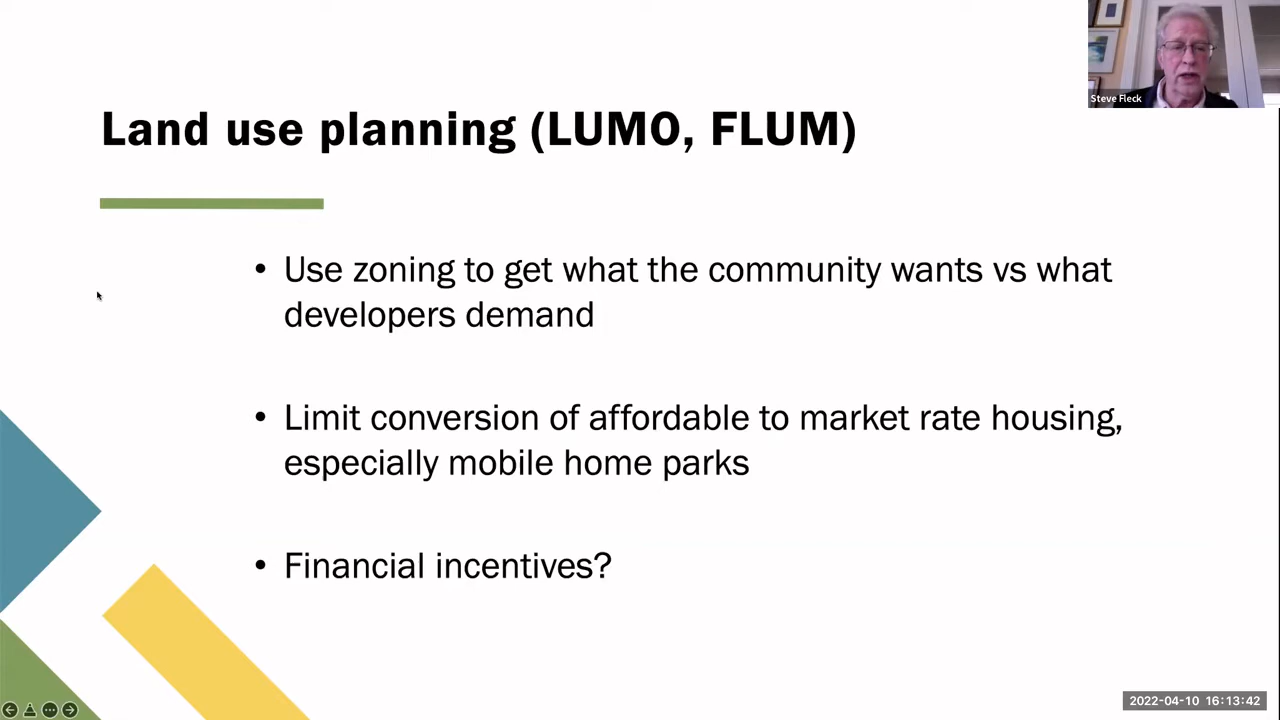 Steve Fleck
Land use planning (LUMO, FLUM)
• Use zoning to get what the community wants vs what
developers demand
• Limit conversion of affordable to market rate housing,
especially mobile home parks
• Financial incentives?
2022-04-10 16:13:42